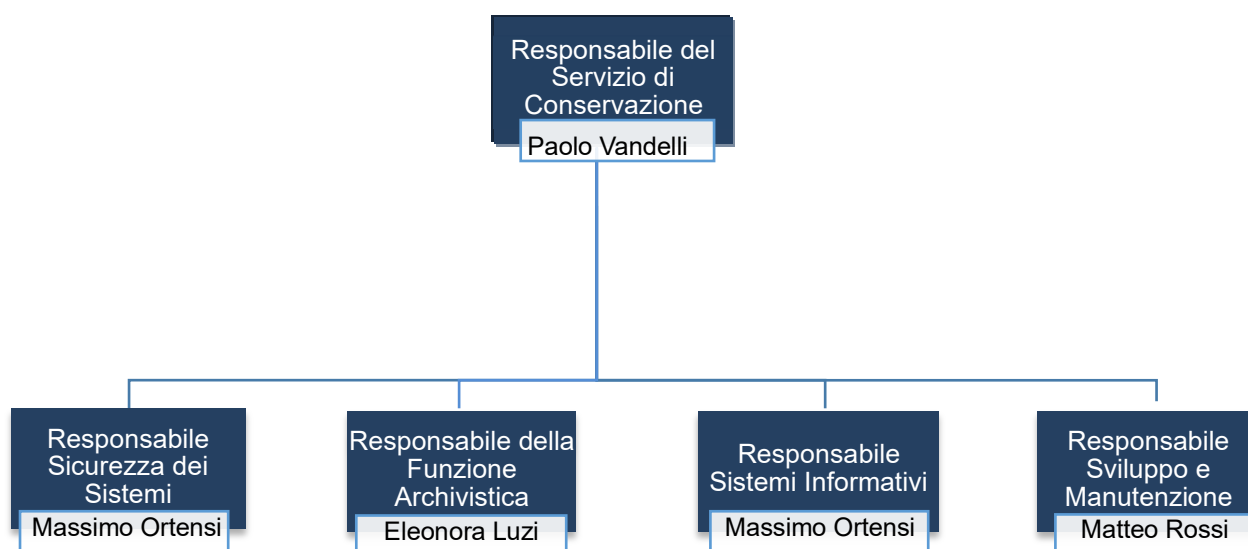 Responsabile del
Servizio di
Conservazione
Paolo Vandelli
Responsabile
Sicurezza dei
Sistemi
Massimo Ortensi
Responsabile della
Funzione
Archivistica
Eleonora Luzi
Responsabile
Sistemi Informativi
Massimo Ortensi
Responsabile
Sviluppo e
Manutenzione
Matteo Rossi